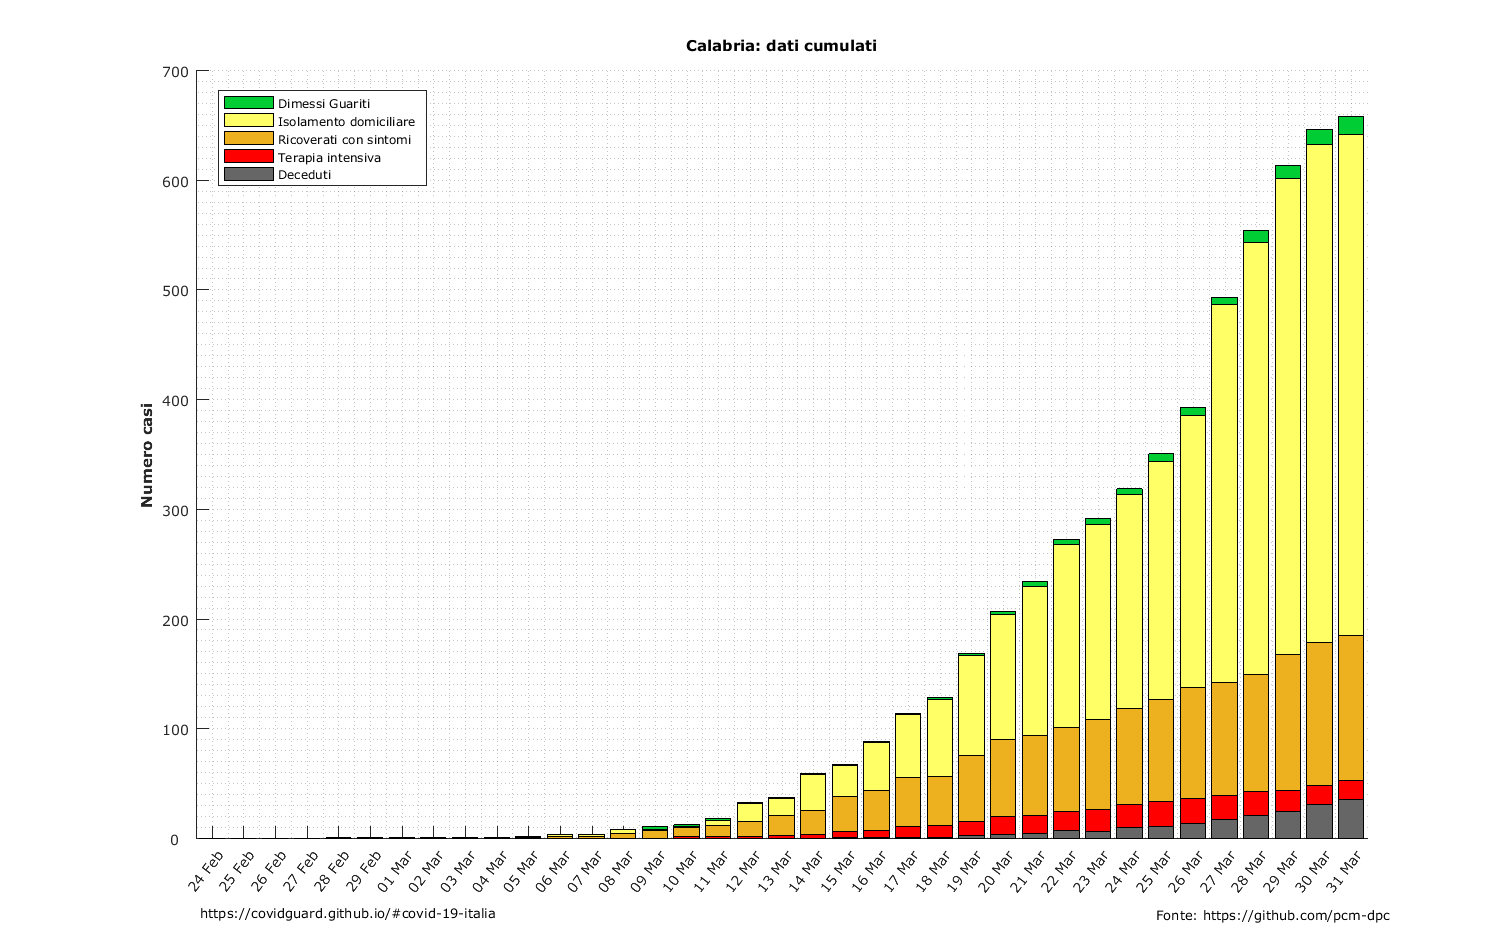 Calabria: dati cumulati
700
600
500
400
300
200
100
0
Numero casi
Dimessi Guariti
Isolamento domiciliare
Ricoverati con sintomi
Terapia intensiva
Deceduti
24 Feb
25 Feb
26 Feb
27 Feb
28 Feb
29 Feb
01 Mar
02 Mar
03 Mar
04 Mar
05 Mar
06 Mar
07 Mar
08 Mar
09 Mar
10 Mar
11 Mar
12 Mar
13 Mar
14 Mar
15 Mar
16 Mar
17 Mar
18 Mar
19 Mar
20 Mar
21 Mar
22 Mar
23 Mar
24 Mar
25 Mar
26 Mar
27 Mar
28 Mar
29 Mar
30 Mar
31 Mar
https://covidguard.github.io/#covid-19-italia
Fonte: https://github.com/pcm-dpc